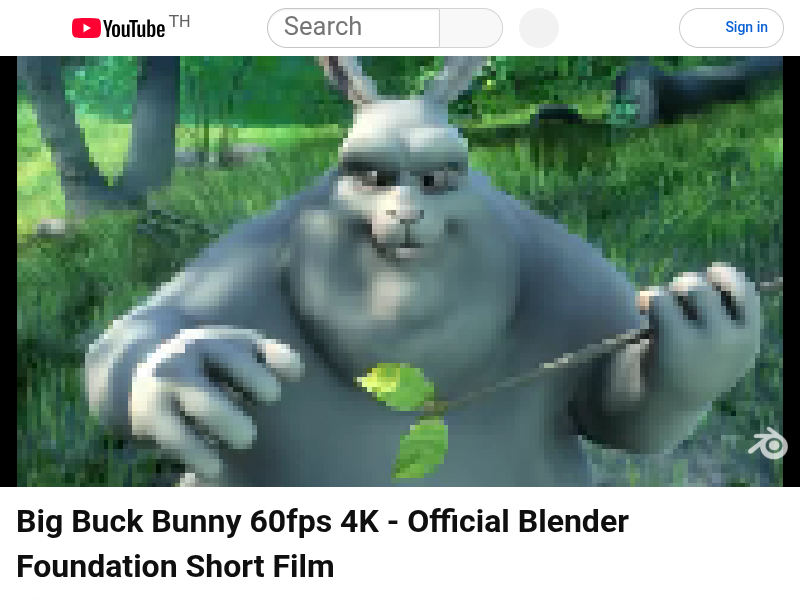 YouTube TH
Search
Sign in
Big Buck Bunny 60fps 4K - Official Blender
Foundation Short Film